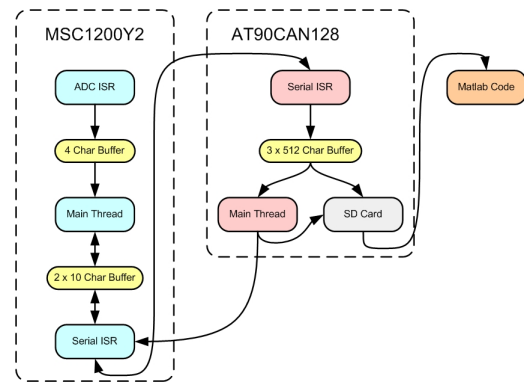 MSC1200Y2
AT90CAN128
ADC ISR
Serial ISR
Matlab Code
4 Char Buffer
3 x 512 Char Buffer
Main Thread
Main Thread
SD Card
2 x 10 Char Buffer
Serial ISR